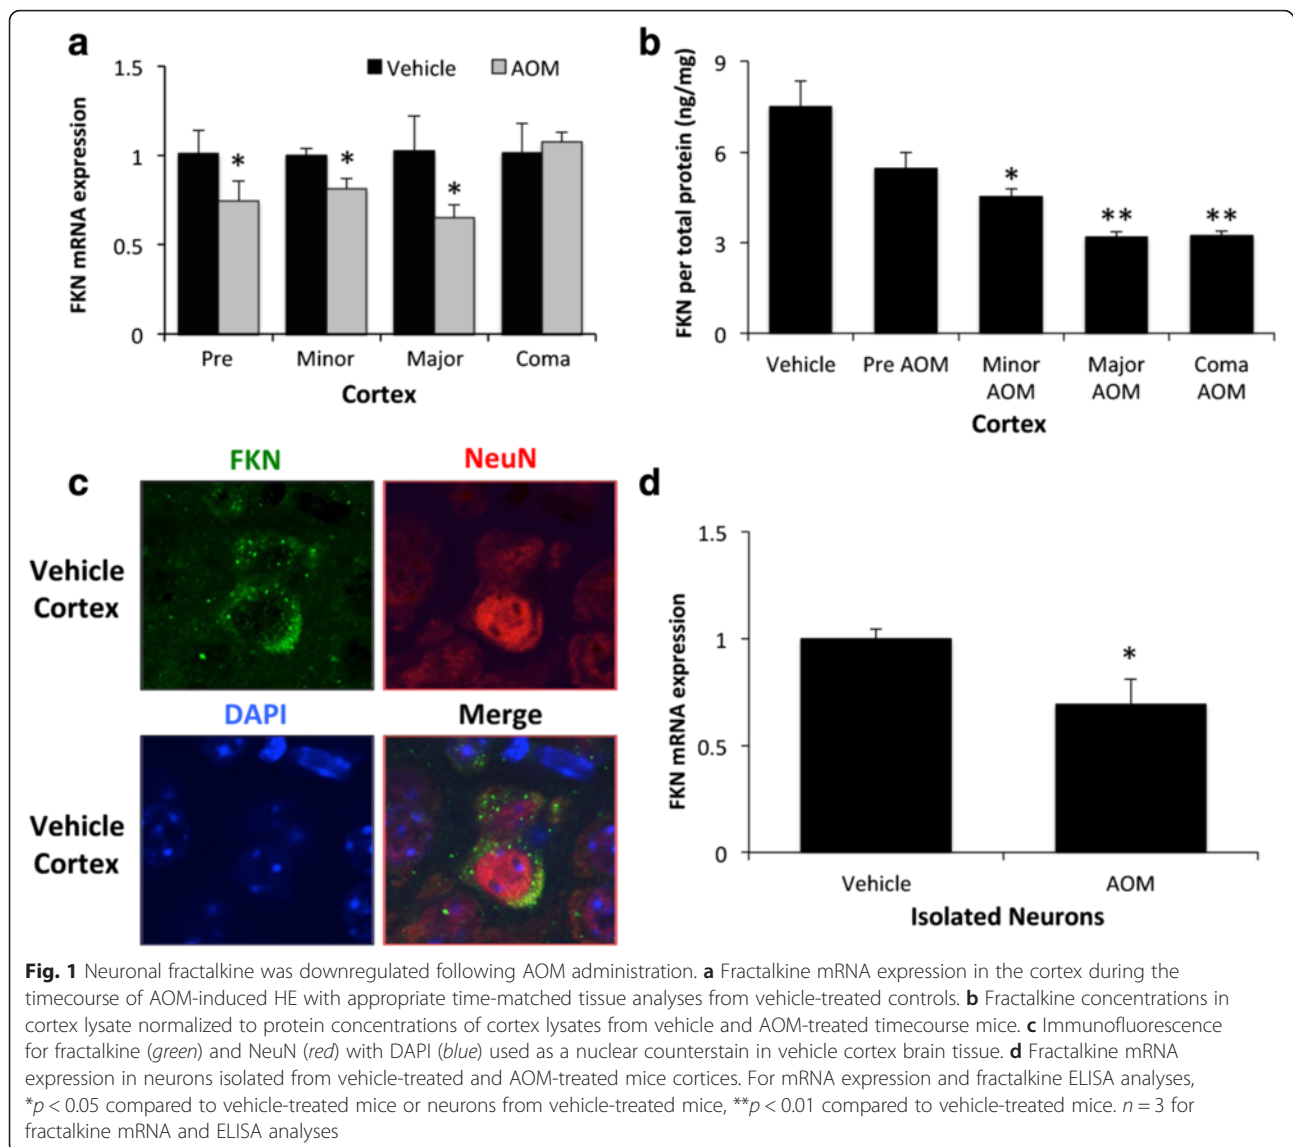 a
1.5
1
0.5
0
FKN mRNA expression
Vehicle AOM
* * *
Pre Minor Major Coma
Cortex
b
9
6
3
0
FKN per total protein (ng/mg)
* ** **
Vehicle Pre AOM Minor AOM Major AOM Coma AOM
Cortex
c
FKN NeuN
Vehicle
Cortex
DAPI Merge
Vehicle
Cortex
d
1.5
1
0.5
0
FKN mRNA expression
*
Vehicle AOM
Isolated Neurons
Fig. 1 Neuronal fractalkine was downregulated following AOM administration. a Fractalkine mRNA expression in the cortex during the
timecourse of AOM-induced HE with appropriate time-matched tissue analyses from vehicle-treated controls. b Fractalkine concentrations in
cortex lysate normalized to protein concentrations of cortex lysates from vehicle and AOM-treated timecourse mice. c Immunofluorescence
for fractalkine (green) and NeuN (red) with DAPI (blue) used as a nuclear counterstain in vehicle cortex brain tissue. d Fractalkine mRNA
expression in neurons isolated from vehicle-treated and AOM-treated mice cortices. For mRNA expression and fractalkine ELISA analyses,
*p < 0.05 compared to vehicle-treated mice or neurons from vehicle-treated mice, **p < 0.01 compared to vehicle-treated mice. n = 3 for
fractalkine mRNA and ELISA analyses